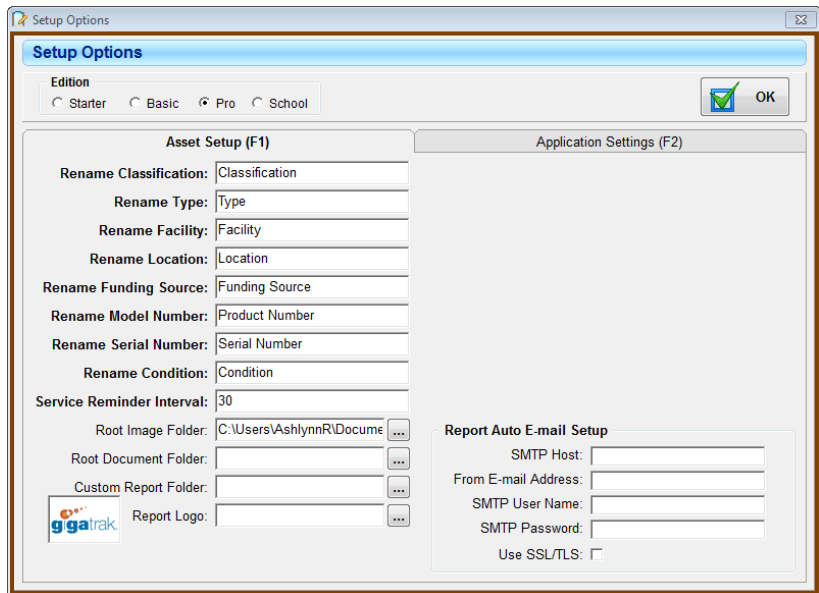 Setup Options
Setup Options
Edition
Starter Basic Pro School
OK
Asset Setup (F1)
Application Settings (F2)
Rename Classification: Classification
Rename Type: Type
Rename Facility: Facility
Rename Location: Location
Rename Funding Source: Funding Source
Rename Model Number: Product Number
Rename Serial Number: Serial Number
Rename Condition: Condition
Service Reminder Interval: 30
Root Image Folder: C:\Users\AshlynnR\Docume ...
Root Document Folder: ...
Custom Report Folder: ...
gigatrak.
Report Logo: ...
Report Auto E-mail Setup
SMTP Host:
From E-mail Address:
SMTP User Name:
SMTP Password:
Use SSL/TLS: